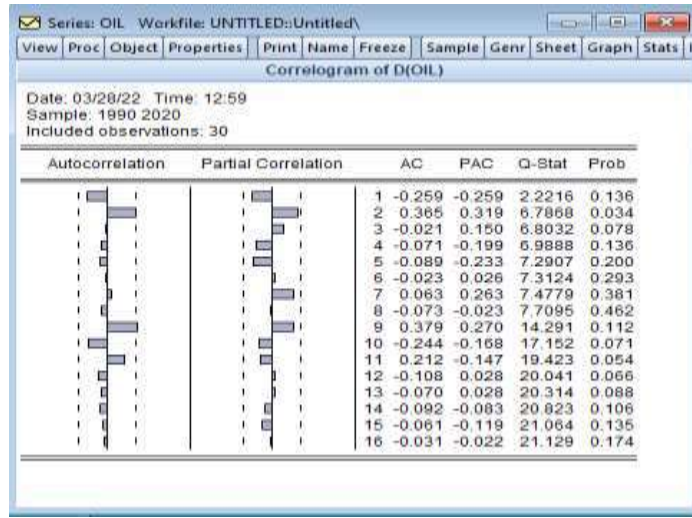 Series: OIL Workfile: UNTITLED::Untitled\
View Proc Object Properties Print Name Freeze Sample Genr Sheet Graph Stats
Correlogram of D(OIL)
Date: 03/28/22 Time: 12:59
Sample: 1990 2020
Included observations: 30
Autocorrelation Partial Correlation AC PAC Q-Stat Prob
1 -0.259 -0.259 2.2216 0.136
2 0.365 0.319 6.7868 0.034
3 -0.021 0.150 6.8032 0.078
4 -0.071 -0.199 6.9888 0.136
5 -0.089 -0.233 7.2907 0.200
6 -0.023 0.026 7.3124 0.293
7 0.063 0.263 7.4779 0.381
8 -0.073 -0.023 7.7095 0.462
9 0.379 0.270 14.291 0.112
10 -0.244 -0.168 17.152 0.071
11 0.212 -0.147 19.423 0.054
12 -0.108 0.028 20.041 0.066
13 -0.070 0.028 20.314 0.088
14 -0.092 -0.083 20.823 0.106
15 -0.061 -0.119 21.064 0.135
16 -0.031 -0.022 21.129 0.174